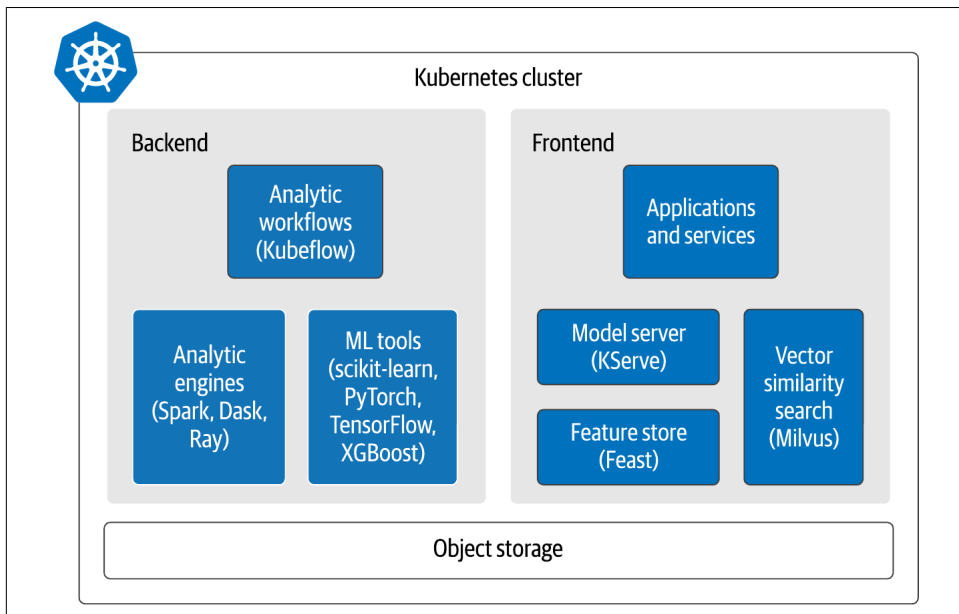 Kubernetes cluster
Backend
Analytic
workflows
(Kubeflow)
Analytic
engines
(Spark, Dask,
Ray)
ML tools
(scikit-learn,
PyTorch,
TensorFlow,
XGBoost)
Frontend
Applications
and services
Model server
(KServe)
Feature store
(Feast)
Vector
similarity
search
(Milvus)
Object storage